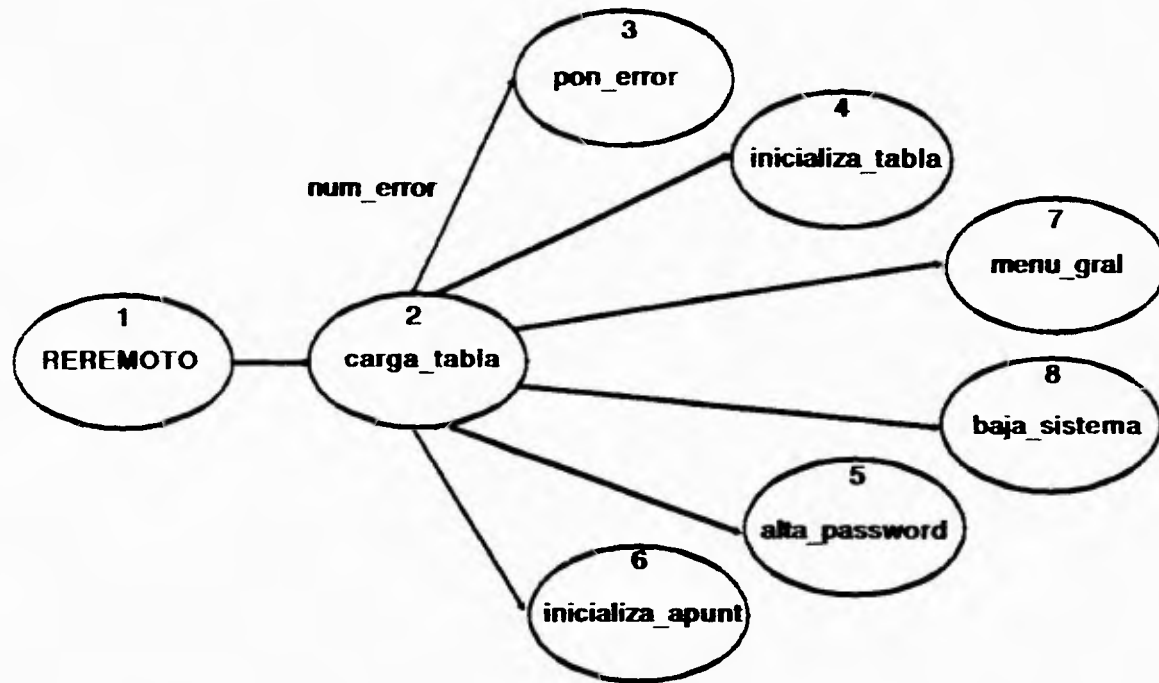 3
pon_error
4
inicializa_tabla
num_error
7
menu_gral
1
REREMOTO
2
carga_tabla
8
baja_sistema
5
alta_password
6
inicializa_apunt